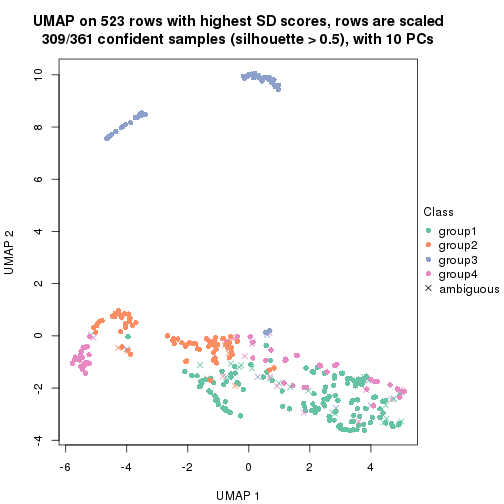 UMAP on 523 rows with highest SD scores, rows are scaled
309/361 confident samples (silhouette > 0.5), with 10 PCs
10
8
6
4
2
0
-2
-4
UMAP 2
-6
-4
-2
0
2
4
UMAP 1
Class
group1
group2
group3
group4
ambiguous